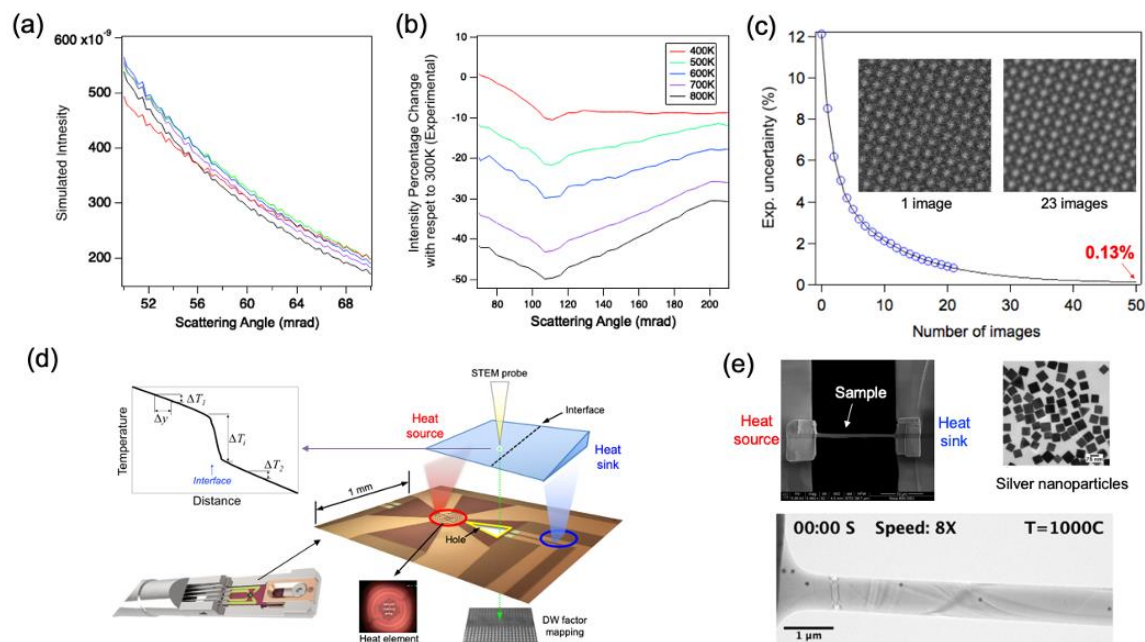 (a)
600 x10⁻⁹
500
400
300
200
Simulated Intnesity
52
56
60
64
68
Scattering Angle (mrad)
(b)
10
0
-10
-20
-30
-40
-50
Intensity Percentage Change
with respet to 300K (Experimental)
400K
500K
600K
700K
800K
80
100
120
140
160
180
200
Scattering Angle (mrad)
(c)
12
10
8
6
4
2
0
Exp. uncertainty (%)
1 image
23 images
0.13%
0
10
20
30
40
50
Number of images
(d)
Temperature
ΔT₁
Δy
ΔTᵢ
ΔT₂
Interface
Distance
STEM probe
Interface
Heat
source
Heat
sink
1 mm
Hole
Heat element
DW factor
mapping
(e)
Sample
Heat
source
Heat
sink
Silver nanoparticles
00:00 S Speed: 8X T=1000C
1 μm